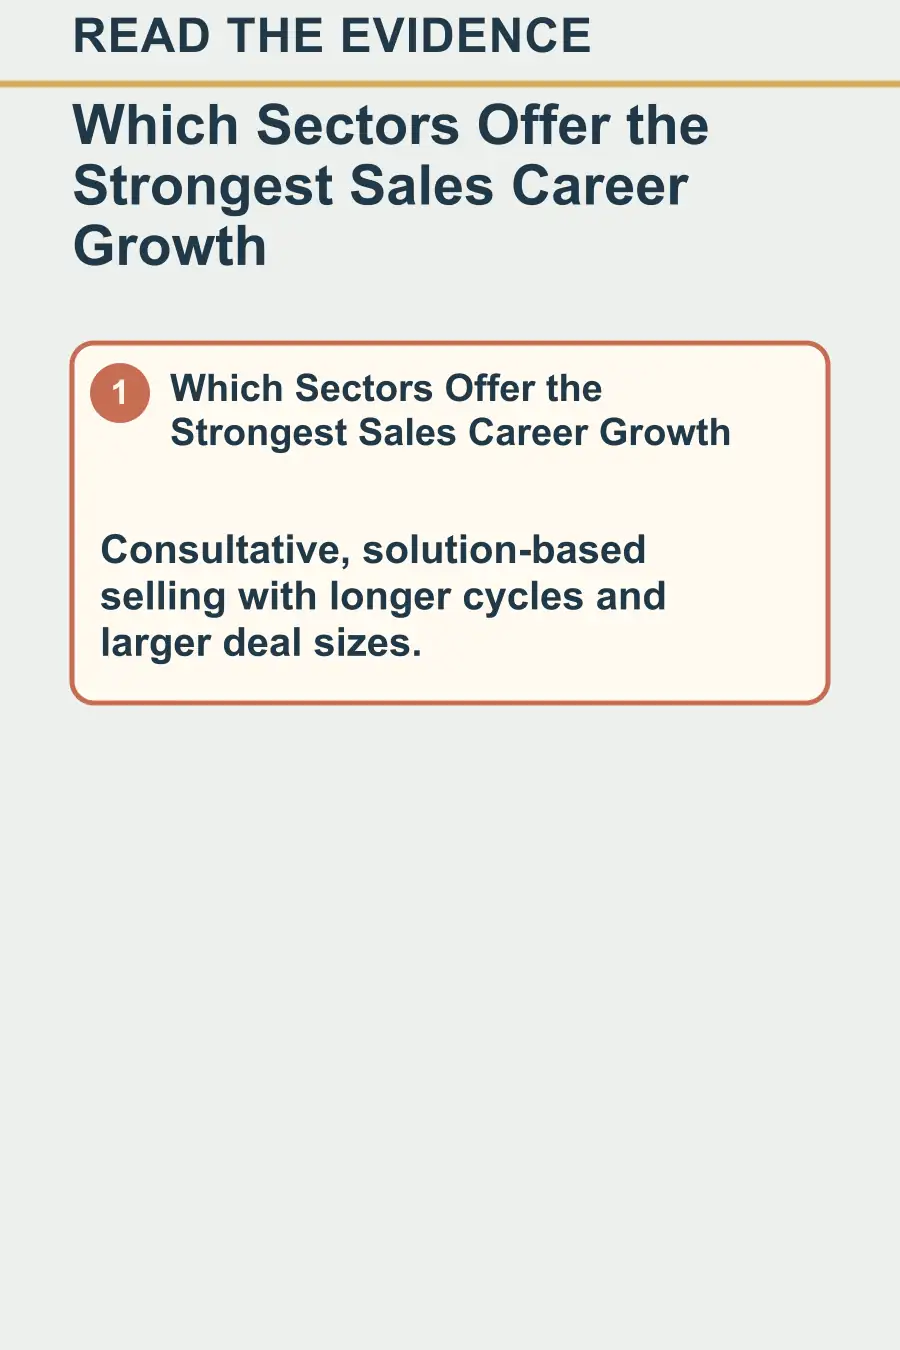 READ THE EVIDENCE
Which Sectors Offer the
Strongest Sales Career
Growth
1
Which Sectors Offer the
Strongest Sales Career Growth
Consultative, solution-based
selling with longer cycles and
larger deal sizes.